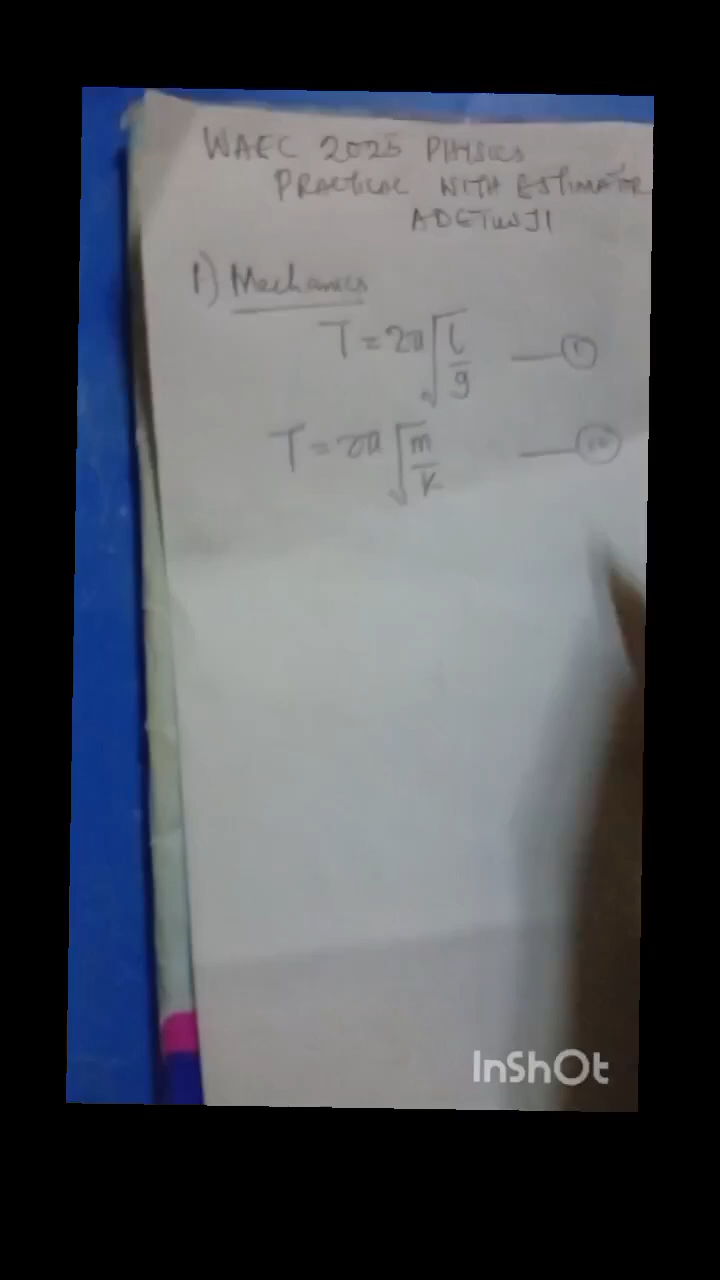 WAEC 2025 PHYSICS
PRACTICAL WITH ESTIMATOR
ADETUNJI
1) Mechanics
T = 2π√(l/g) — (i)
T = 2π√(m/k) — (ii)
InShOt